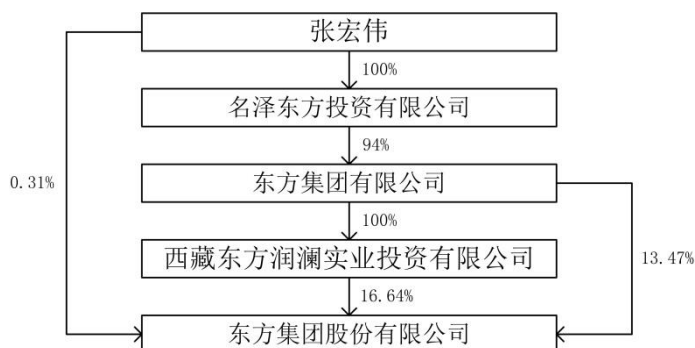 张宏伟
100%
名泽东方投资有限公司
94%
0.31%
东方集团有限公司
100%
西藏东方润澜实业投资有限公司
13.47%
16.64%
东方集团股份有限公司